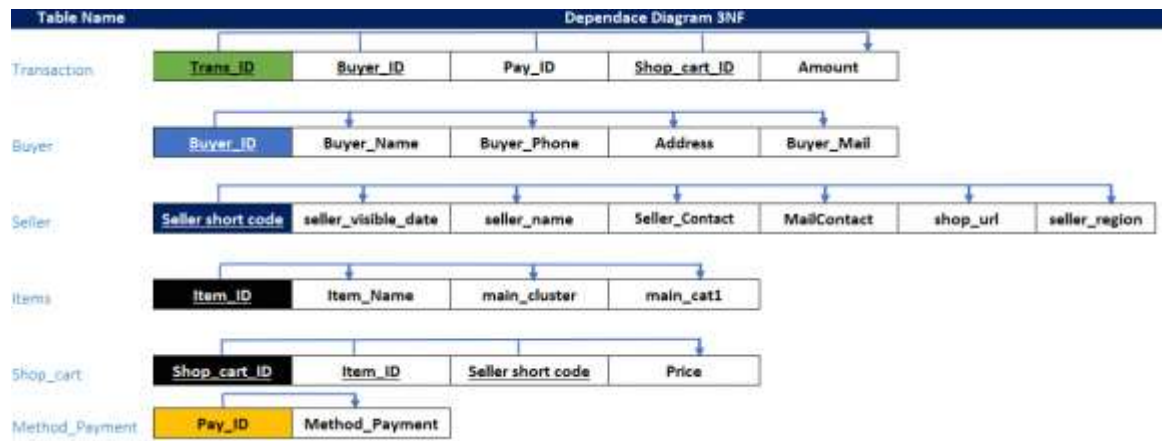 Table Name Dependace Diagram 3NF
Transaction Trans_ID Buyer_ID Pay_ID Shop_cart_ID Amount
Buyer Buyer_ID Buyer_Name Buyer_Phone Address Buyer_Mail
Seller Seller short code seller_visible_date seller_name Seller_Contact MailContact shop_url seller_region
Items Item_ID Item_Name main_cluster main_cat1
Shop_cart Shop_cart_ID Item_ID Seller short code Price
Method_Payment Pay_ID Method_Payment